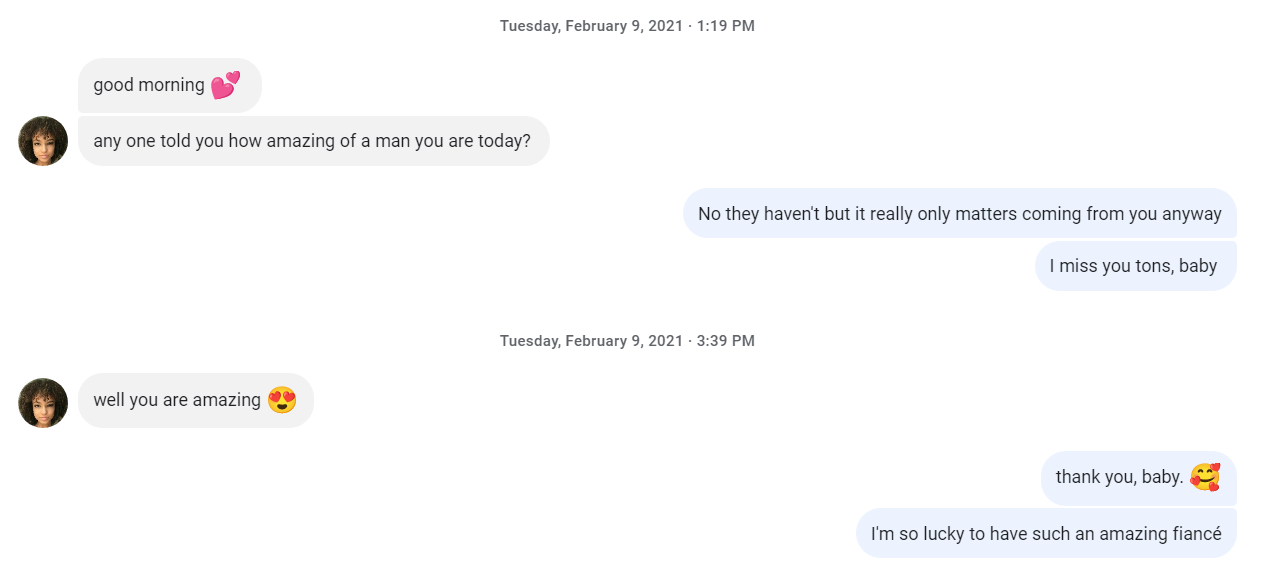 Tuesday, February 9, 2021 · 1:19 PM
good morning 💕
any one told you how amazing of a man you are today?
No they haven't but it really only matters coming from you anyway
I miss you tons, baby
Tuesday, February 9, 2021 · 3:39 PM
well you are amazing 😍
thank you, baby. 🥰
I'm so lucky to have such an amazing fiancé